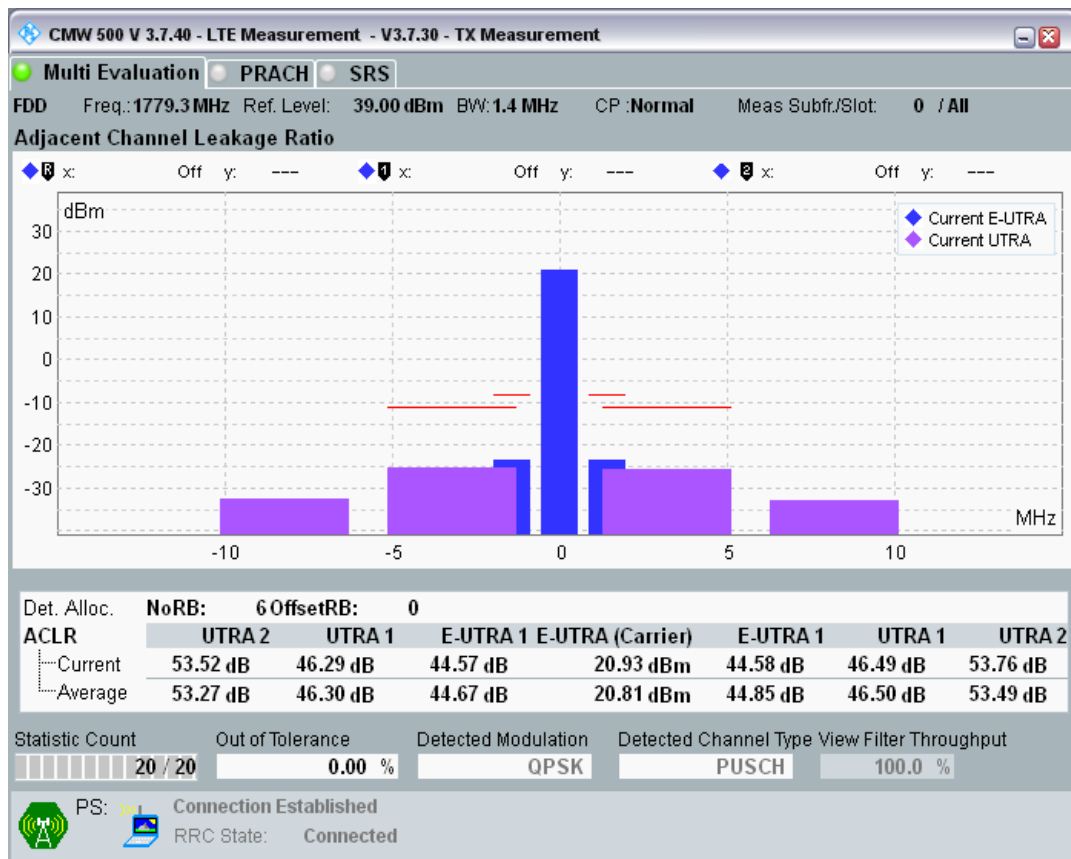 CMW 500 V 3.7.40 - LTE Measurement - V3.7.30 - TX Measurement
Multi Evaluation PRACH SRS
FDD Freq.:1779.3 MHz Ref. Level: 39.00 dBm BW:1.4 MHz CP :Normal Meas Subfr./Slot: 0 / All
Adjacent Channel Leakage Ratio
R x: Off y: --- 1 x: Off y: --- 2 x: Off y: ---
dBm
Current E-UTRA
Current UTRA
30
20
10
0
-10
-20
-30
MHz
-10 -5 0 5 10
Det. Alloc. NoRB: 6 OffsetRB: 0
ACLR UTRA 2 UTRA 1 E-UTRA 1 E-UTRA (Carrier) E-UTRA 1 UTRA 1 UTRA 2
Current 53.52 dB 46.29 dB 44.57 dB 20.93 dBm 44.58 dB 46.49 dB 53.76 dB
Average 53.27 dB 46.30 dB 44.67 dB 20.81 dBm 44.85 dB 46.50 dB 53.49 dB
Statistic Count Out of Tolerance Detected Modulation Detected Channel Type View Filter Throughput
20 / 20 0.00 % QPSK PUSCH 100.0 %
PS: Connection Established
RRC State: Connected